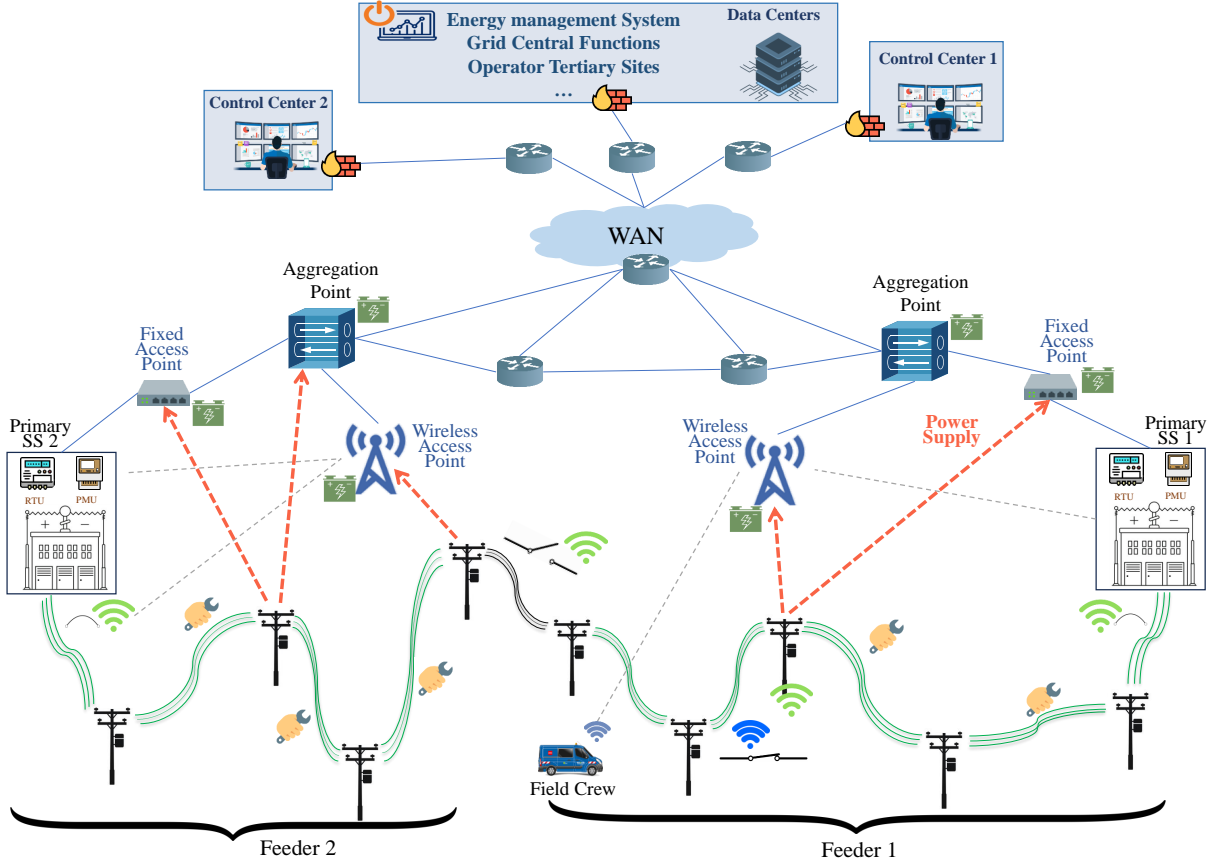 Energy management System
Grid Central Functions
Operator Tertiary Sites
...
Data Centers
Control Center 1
Control Center 2
WAN
Aggregation
Point
Aggregation
Point
Fixed
Access
Point
Fixed
Access
Point
Primary
SS 2
RTU
PMU
Wireless
Access
Point
Wireless
Access
Point
Power
Supply
Primary
SS 1
RTU
PMU
Field Crew
Feeder 2
Feeder 1